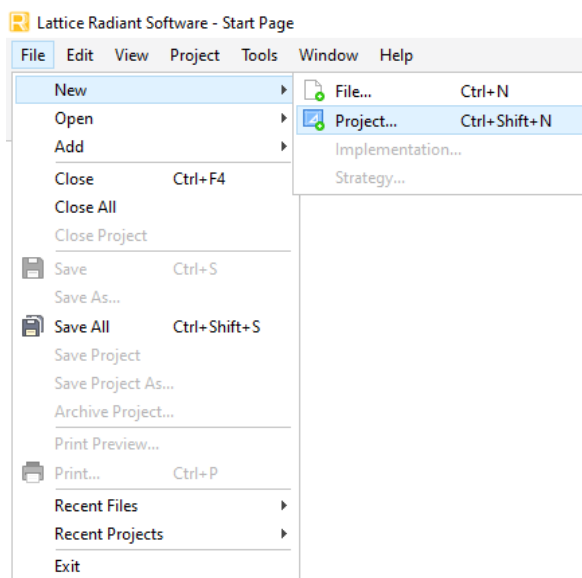 Lattice Radiant Software - Start Page
File Edit View Project Tools Window Help
New
File... Ctrl+N
Open
Project... Ctrl+Shift+N
Add
Implementation...
Close Ctrl+F4
Strategy...
Close All
Close Project
Save Ctrl+S
Save As...
Save All Ctrl+Shift+S
Save Project
Save Project As...
Archive Project...
Print Preview...
Print... Ctrl+P
Recent Files
Recent Projects
Exit